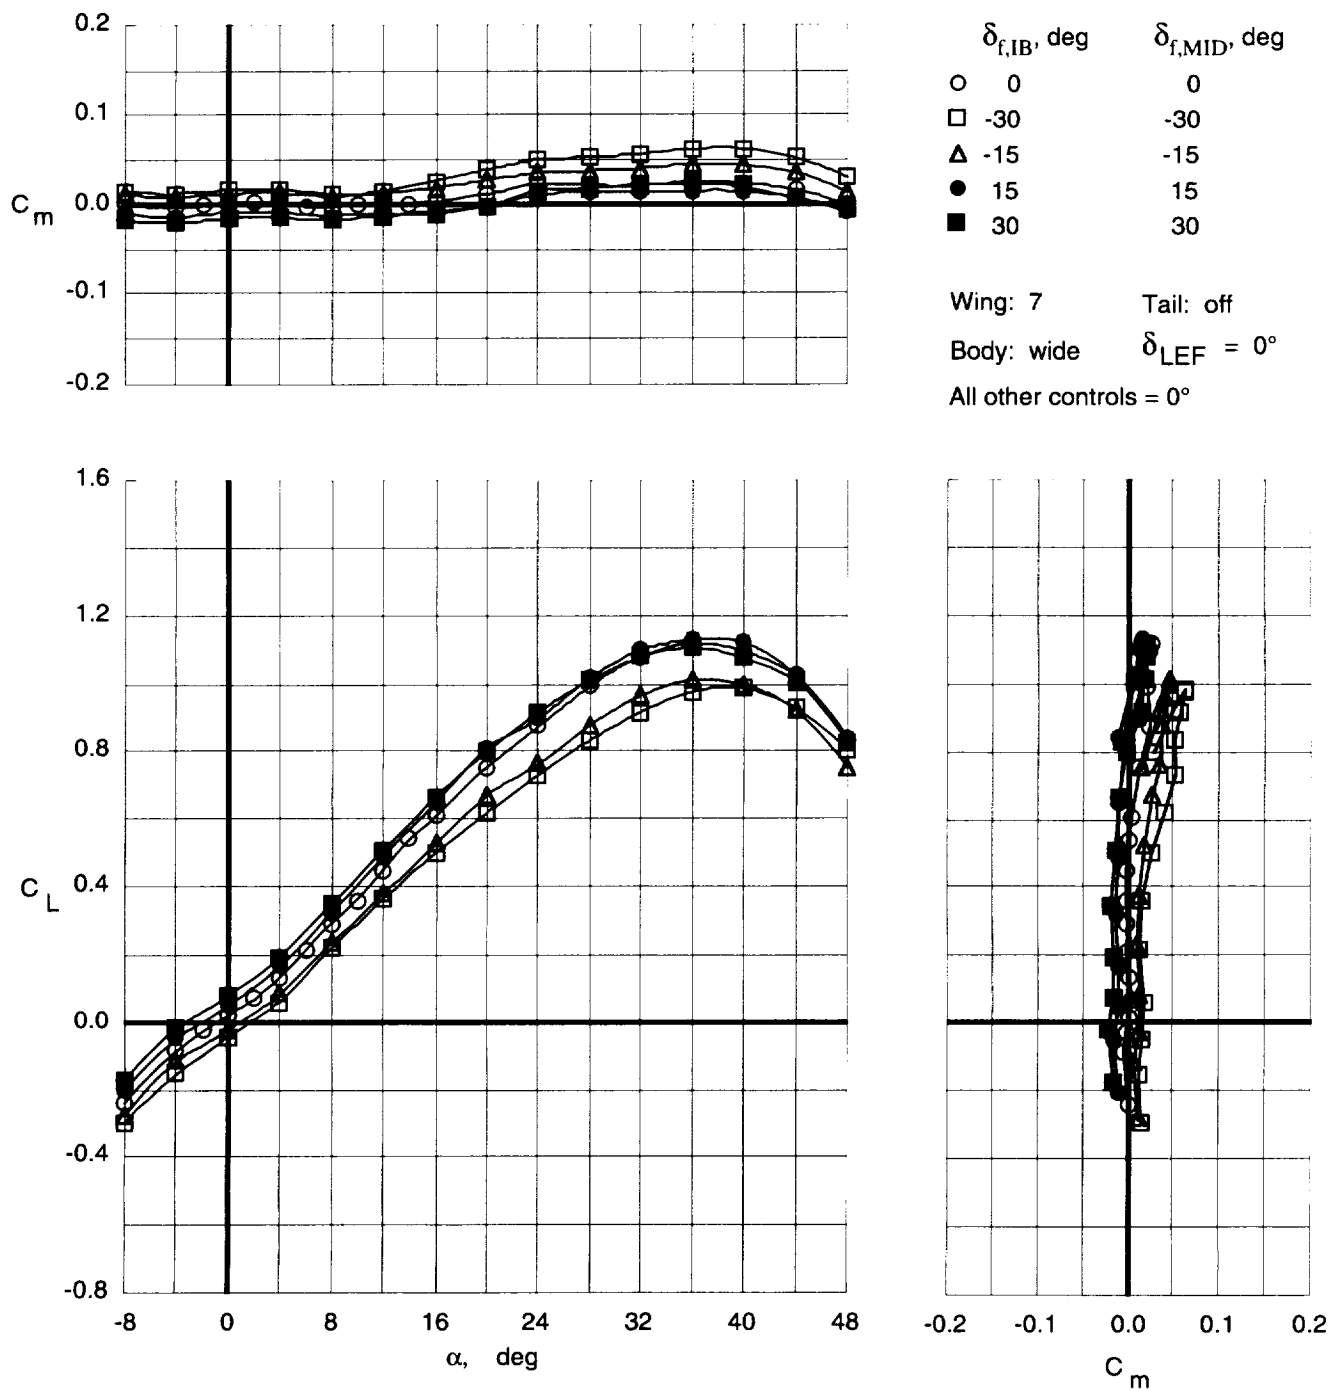 0.2
0.1
C m 0.0
-0.1
-0.2
δf,IB, deg δf,MID, deg
0 0
-30 -30
-15 -15
15 15
30 30
Wing: 7 Tail: off
Body: wide δLEF = 0°
All other controls = 0°
1.6
1.2
0.8
C L 0.4
0.0
-0.4
-0.8
-8 0 8 16 24 32 40 48
α, deg
-0.2 -0.1 0.0 0.1 0.2
C m